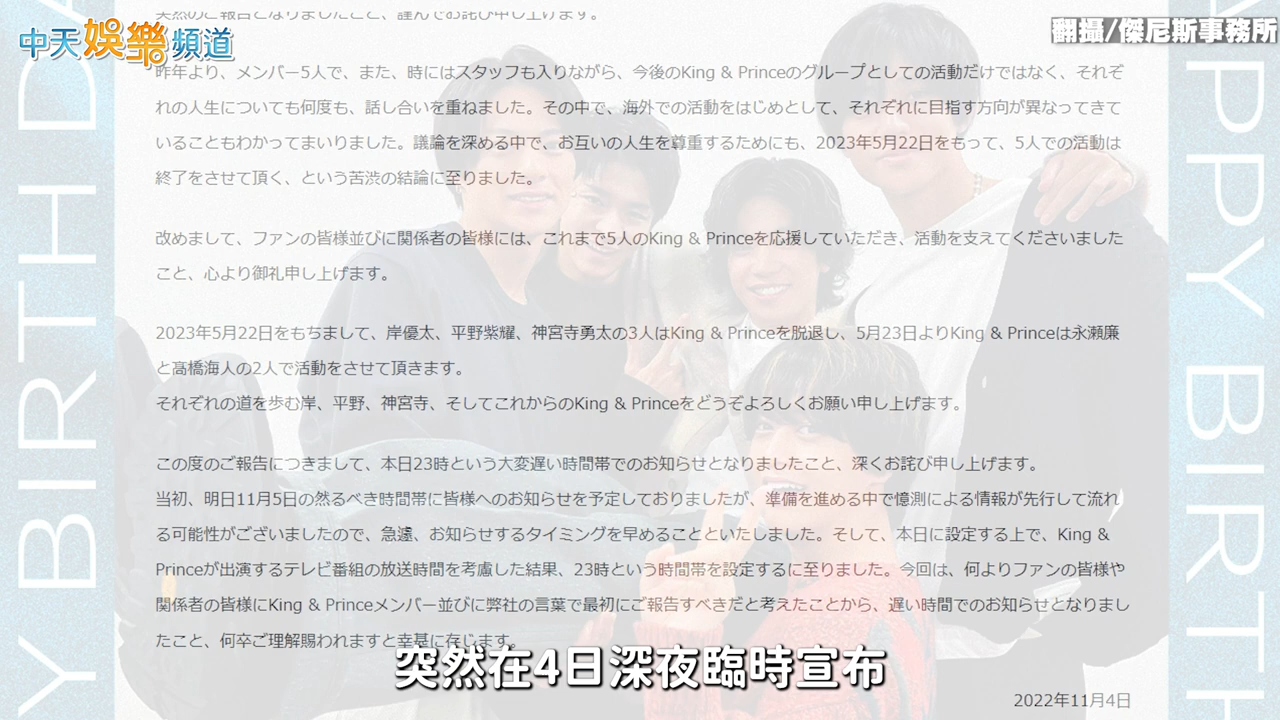 突然のご報告となりましたこと、謹んでお詫び申し上げます。
中天娛樂頻道
翻攝/傑尼斯事務所
昨年より、メンバー5人で、また、時にはスタッフも入りながら、今後のKing & Princeのグループとしての活動だけではなく、それぞ
れの人生についても何度も、話し合いを重ねました。その中で、海外での活動をはじめとして、それぞれに目指す方向が異なってきて
いることもわかってまいりました。議論を深める中で、お互いの人生を尊重するためにも、2023年5月22日をもって、5人での活動は
終了をさせて頂く、という苦渋の結論に至りました。
改めまして、ファンの皆様並びに関係者の皆様には、これまで5人のKing & Princeを応援していただき、活動を支えてくださいました
こと、心より御礼申し上げます。
2023年5月22日をもちまして、岸優太、平野紫耀、神宮寺勇太の3人はKing & Princeを脱退し、5月23日よりKing & Princeは永瀬廉
と髙橋海人の2人で活動をさせて頂きます。
それぞれの道を歩む岸、平野、神宮寺、そしてこれからのKing & Princeをどうぞよろしくお願い申し上げます。
この度のご報告につきまして、本日23時という大変遅い時間帯でのお知らせとなりましたこと、深くお詫び申し上げます。
当初、明日11月5日の然るべき時間帯に皆様へのお知らせを予定しておりましたが、準備を進める中で憶測による情報が先行して流れ
る可能性がございましたので、急遽、お知らせするタイミングを早めることといたしました。そして、本日に設定する上で、King &
Princeが出演するテレビ番組の放送時間を考慮した結果、23時という時間帯を設定するに至りました。今回は、何よりファンの皆様や
関係者の皆様にKing & Princeメンバー並びに弊社の言葉で最初にご報告すべきだと考えたことから、遅い時間でのお知らせとなりまし
たこと、何卒ご理解賜われますと幸甚に存じます。
突然在4日深夜臨時宣布
2022年11月4日
Y BIRTH DA
APPY BIRTH